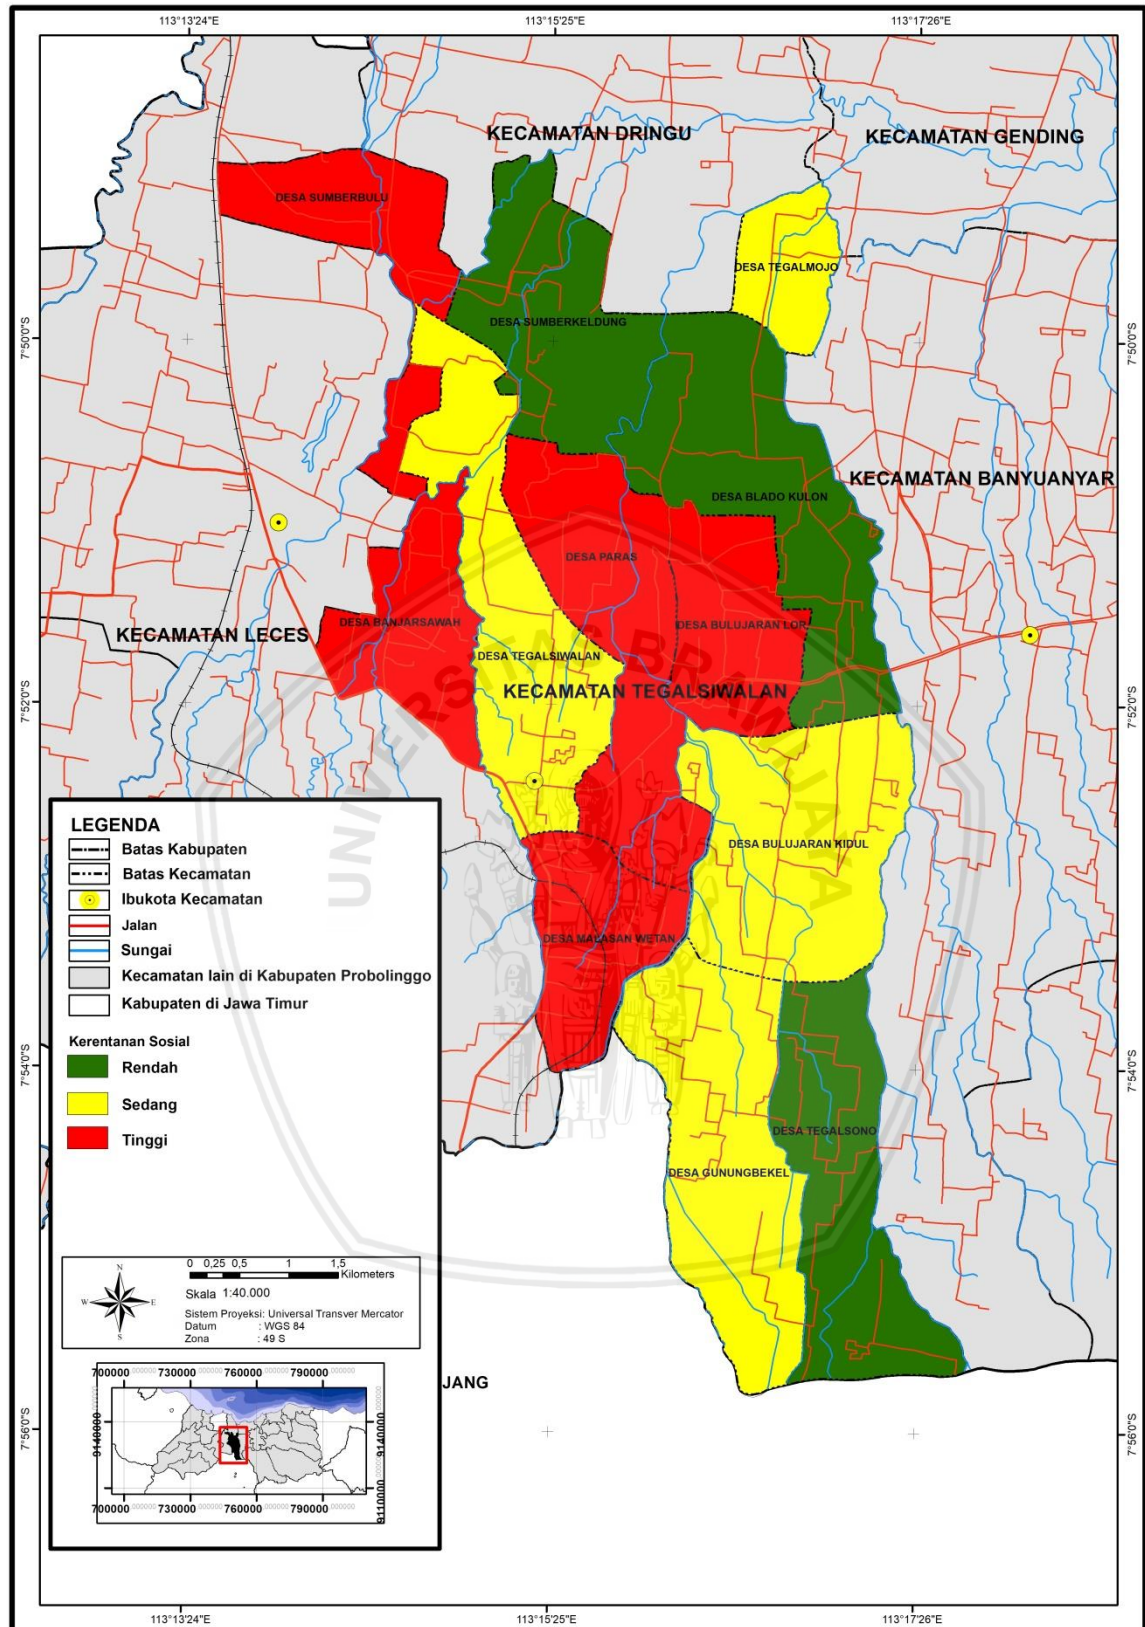 113°13'24"E
113°15'25"E
113°17'26"E
KECAMATAN DRINGU
KECAMATAN GENDING
DESA SUMBERBULU
DESA TEGALMOJO
DESA SUMBERKELDUNG
7°50'0"S
7°50'0"S
KECAMATAN BANYUANYAR
DESA BLADO KULON
DESA PARAS
DESA BANJARSAWAH
DESA BULUJARAN LOR
KECAMATAN LECES
DESA TEGALSIWALAN
KECAMATAN TEGALSIWALAN
UNIVERSITAS BRAWIJAYA
7°52'0"S
7°52'0"S
DESA BULUJARAN KIDUL
DESA MALASAN WETAN
7°54'0"S
7°54'0"S
DESA TEGALSONO
DESA GUNUNGBEKEL
JANG
7°56'0"S
7°56'0"S
LEGENDA
Batas Kabupaten
Batas Kecamatan
Ibukota Kecamatan
Jalan
Sungai
Kecamatan lain di Kabupaten Probolinggo
Kabupaten di Jawa Timur
Kerentanan Sosial
Rendah
Sedang
Tinggi
N
W E
S
0 0,25 0,5 1 1,5
Kilometers
Skala 1:40.000
Sistem Proyeksi: Universal Transver Mercator
Datum : WGS 84
Zona : 49 S
700000 730000 760000 790000
9140000
9140000
9110000
700000 730000 760000 790000
113°13'24"E
113°15'25"E
113°17'26"E